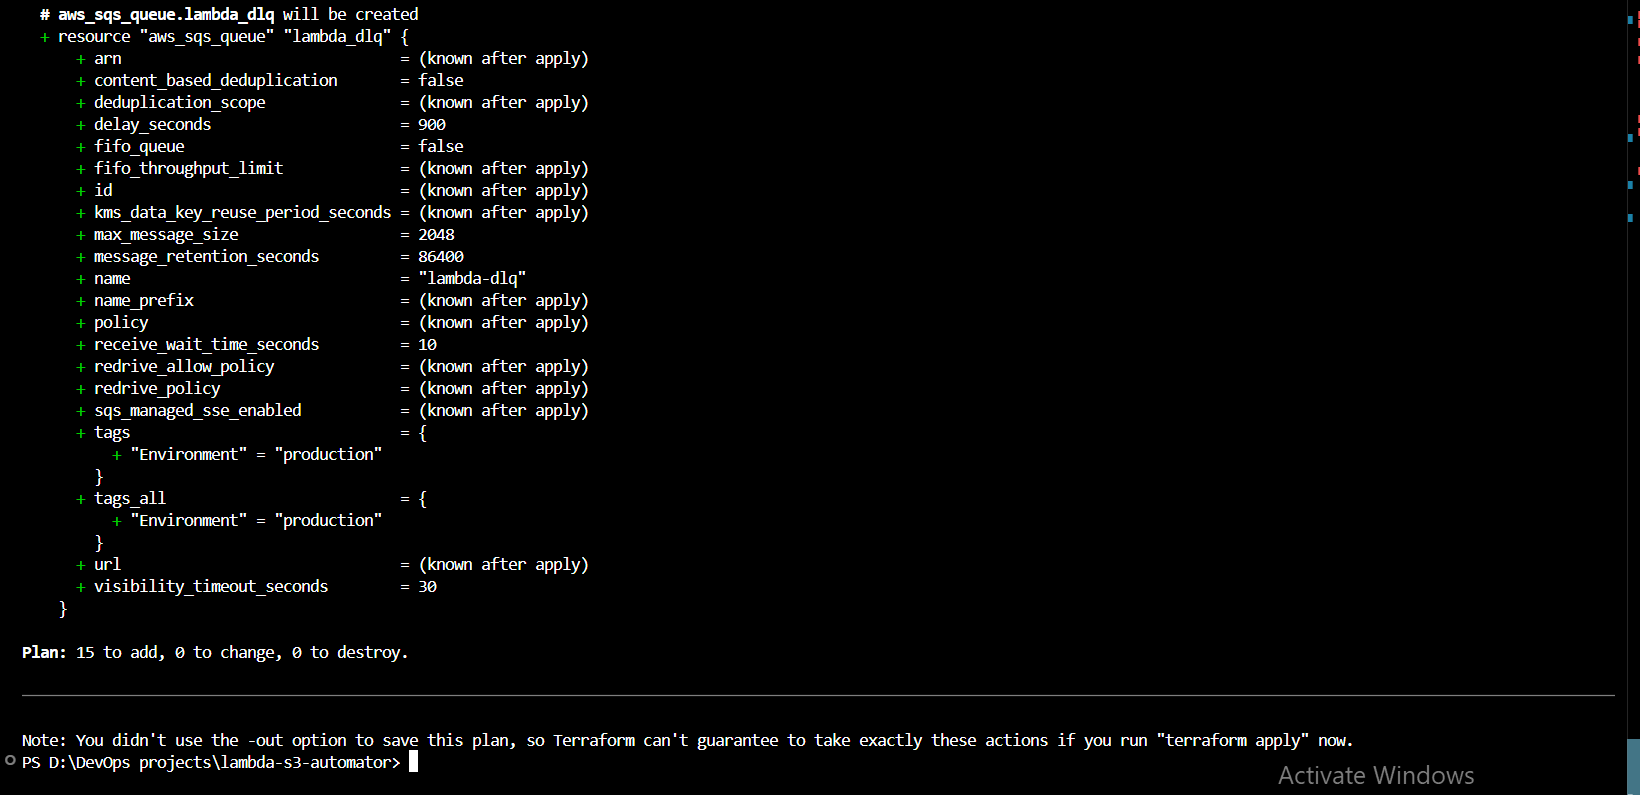 # aws_sqs_queue.lambda_dlq will be created
+ resource "aws_sqs_queue" "lambda_dlq" {
+ arn = (known after apply)
+ content_based_deduplication = false
+ deduplication_scope = (known after apply)
+ delay_seconds = 900
+ fifo_queue = false
+ fifo_throughput_limit = (known after apply)
+ id = (known after apply)
+ kms_data_key_reuse_period_seconds = (known after apply)
+ max_message_size = 2048
+ message_retention_seconds = 86400
+ name = "lambda-dlq"
+ name_prefix = (known after apply)
+ policy = (known after apply)
+ receive_wait_time_seconds = 10
+ redrive_allow_policy = (known after apply)
+ redrive_policy = (known after apply)
+ sqs_managed_sse_enabled = (known after apply)
+ tags = {
+ "Environment" = "production"
}
+ tags_all = {
+ "Environment" = "production"
}
+ url = (known after apply)
+ visibility_timeout_seconds = 30
}
Plan: 15 to add, 0 to change, 0 to destroy.
Note: You didn't use the -out option to save this plan, so Terraform can't guarantee to take exactly these actions if you run "terraform apply" now.
PS D:\DevOps projects\lambda-s3-automator>
Activate Windows